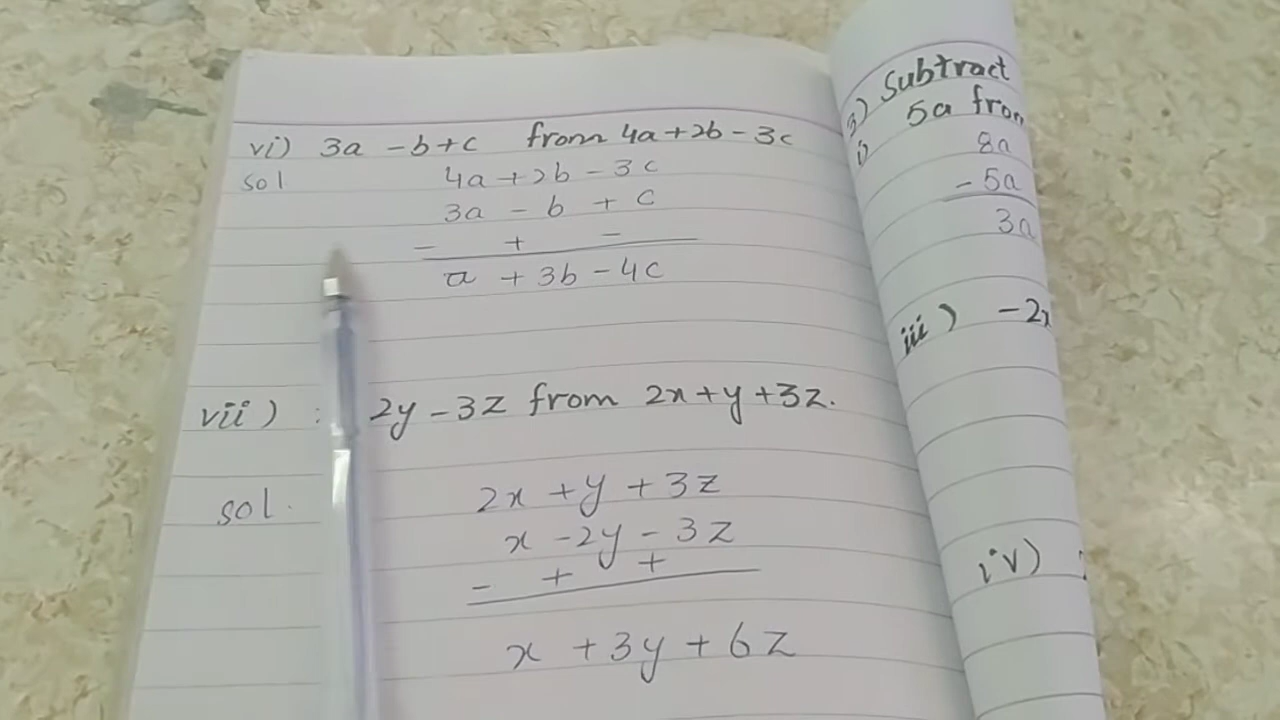 vi) 3a - b + c from 4a + 2b - 3c
sol 4a + 2b - 3c
3a - b + c
- + -
a + 3b - 4c
vii) : 2y - 3z from 2x + y + 3z.
sol. 2x + y + 3z
x - 2y - 3z
- + +
x + 3y + 6z
3) Subtract
i) 5a from
8a
- 5a
3a
iii) -2x
iv)